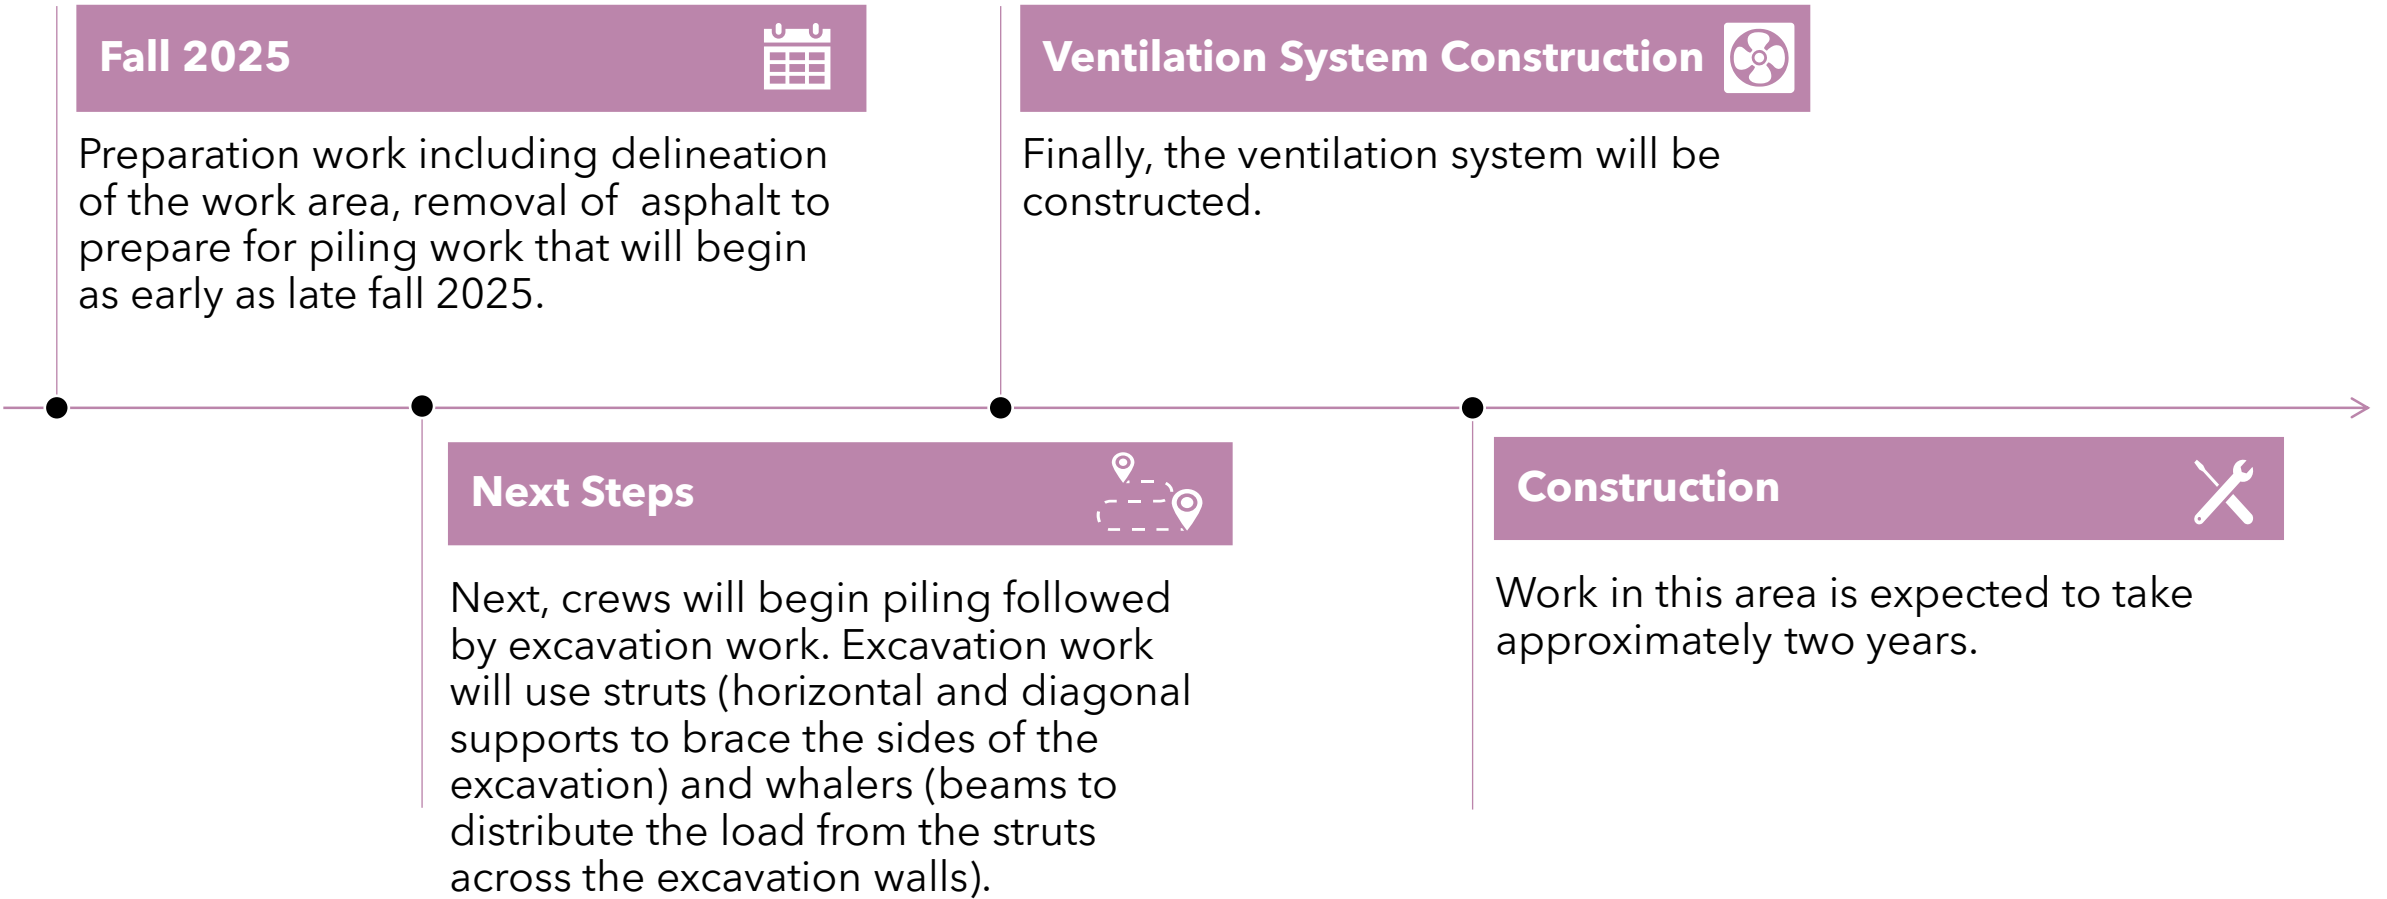 Fall 2025
Preparation work including delineation
of the work area, removal of  asphalt to
prepare for piling work that will begin
as early as late fall 2025.
Next Steps
Next, crews will begin piling followed
by excavation work. Excavation work
will use struts (horizontal and diagonal
supports to brace the sides of the
excavation) and whalers (beams to
distribute the load from the struts
across the excavation walls).
Ventilation System Construction
Finally, the ventilation system will be
constructed.
Construction
Work in this area is expected to take
approximately two years.